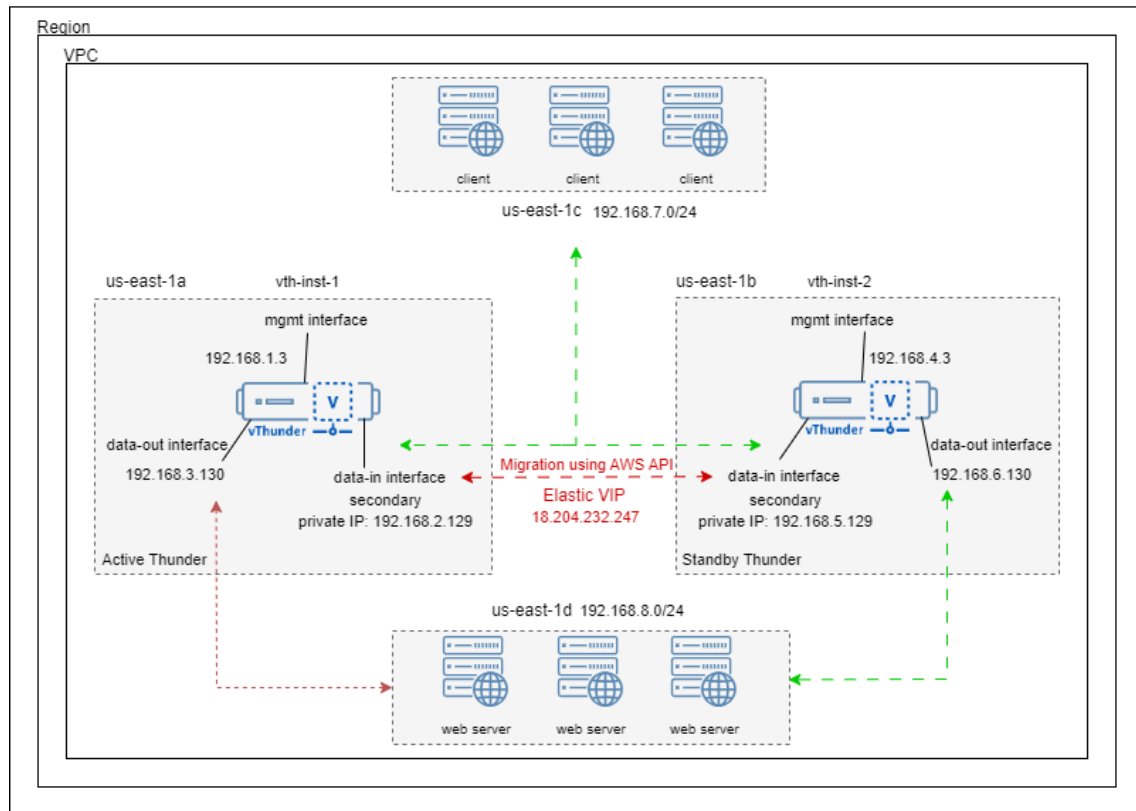 Region
VPC
client
client
client
us-east-1c 192.168.7.0/24
us-east-1a
vth-inst-1
mgmt interface
192.168.1.3
V
vThunder
data-out interface
192.168.3.130
data-in interface
secondary
private IP: 192.168.2.129
Active Thunder
Migration using AWS API
Elastic VIP
18.204.232.247
us-east-1b
vth-inst-2
mgmt interface
192.168.4.3
V
vThunder
data-out interface
192.168.6.130
data-in interface
secondary
private IP: 192.168.5.129
Standby Thunder
us-east-1d 192.168.8.0/24
web server
web server
web server